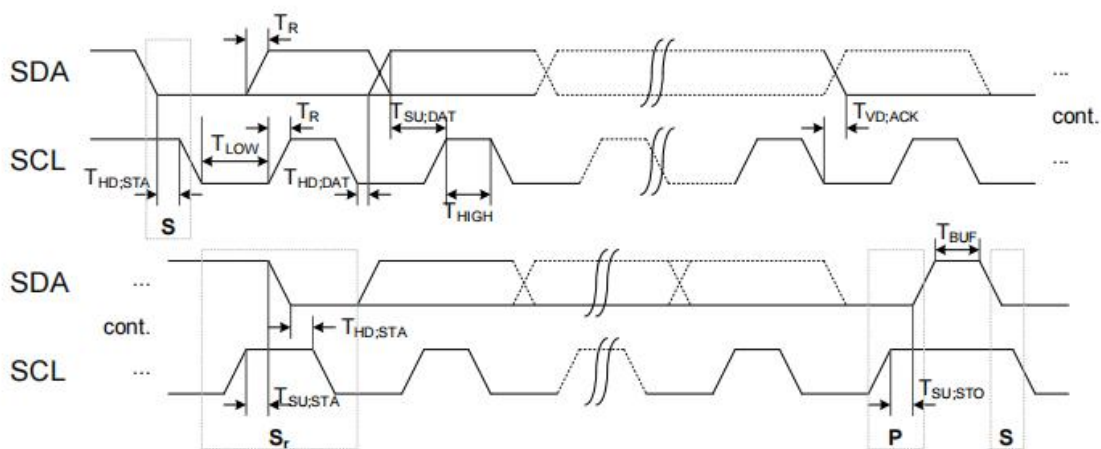 T_R
SDA
...
T_R
T_SU;DAT
T_VD;ACK
cont.
T_LOW
SCL
...
T_HD;STA
T_HD;DAT
T_HIGH
S
T_BUF
SDA
...
cont.
T_HD;STA
SCL
...
T_SU;STA
T_SU;STO
S_r
P
S